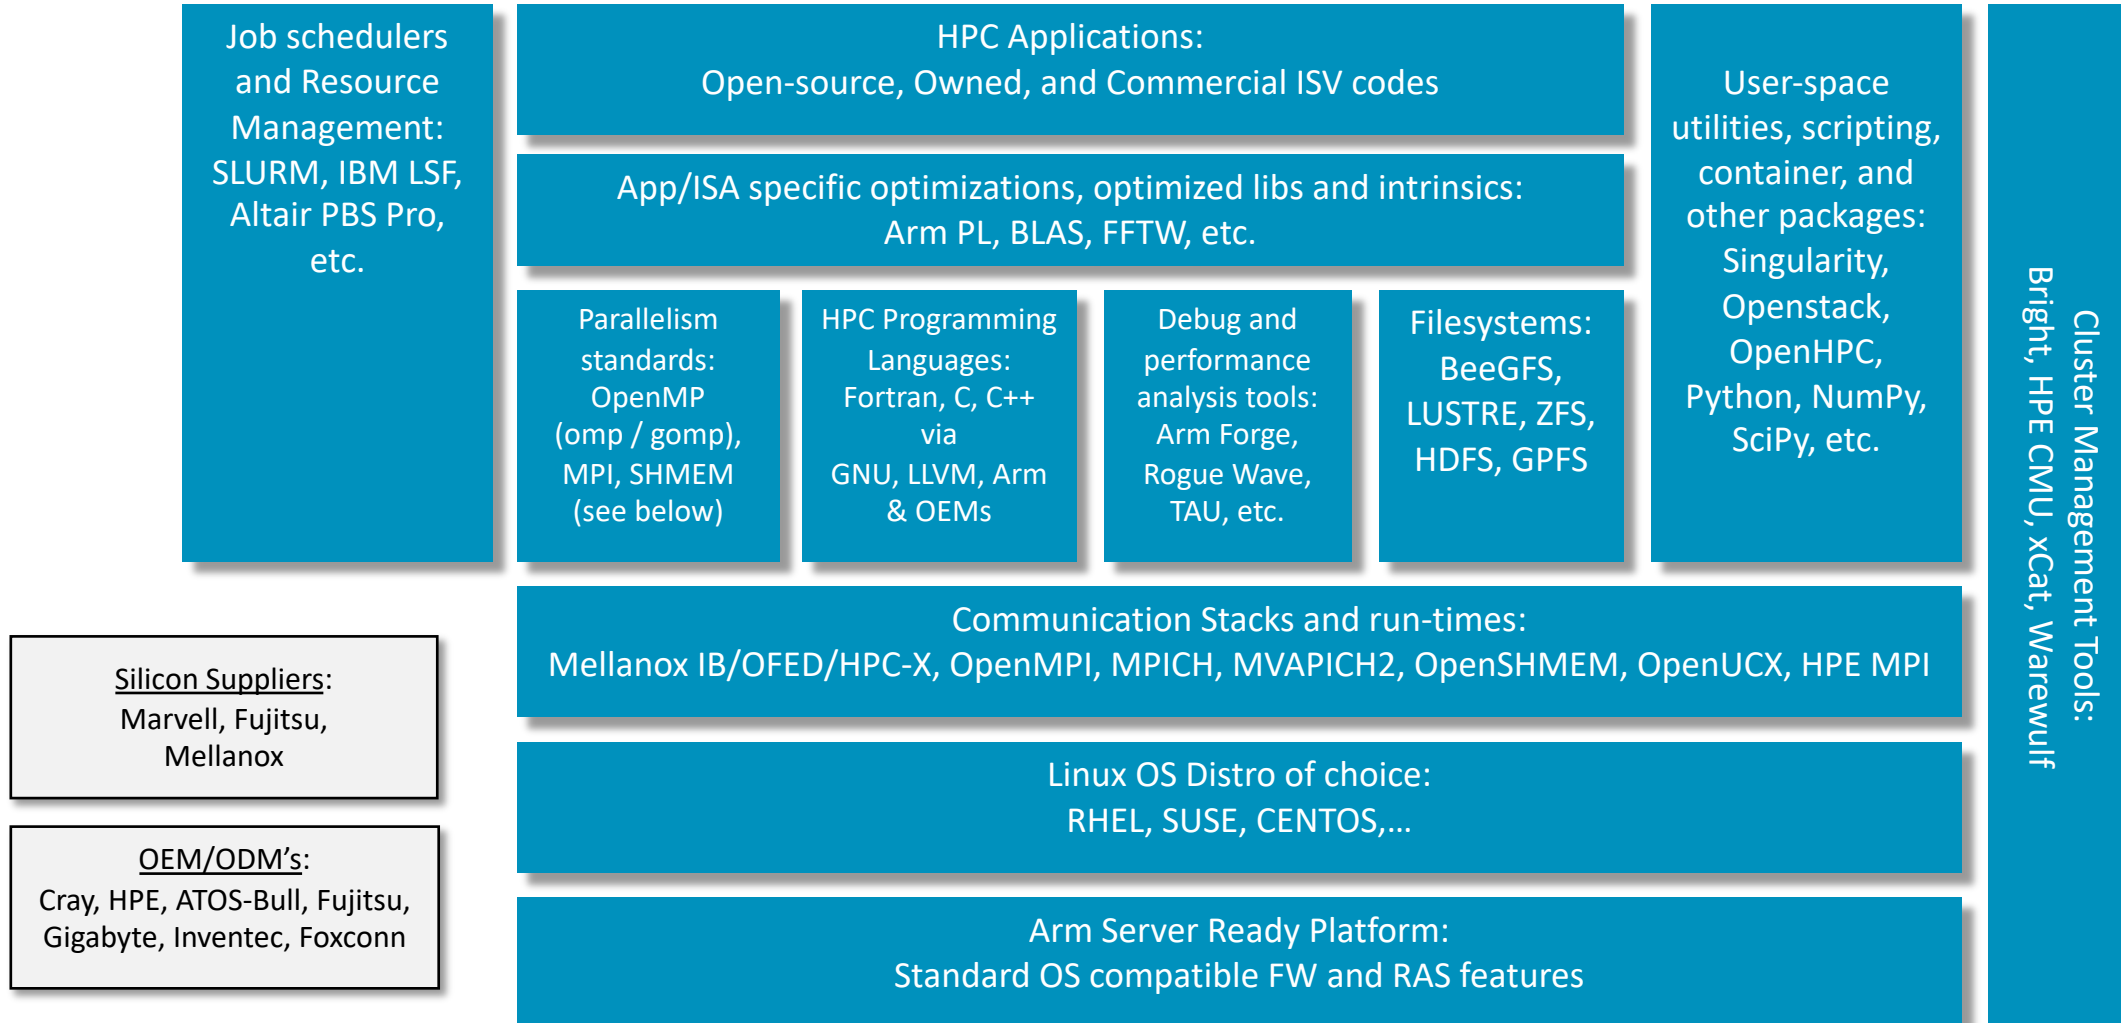 Job schedulers
and Resource
Management:
SLURM, IBM LSF,
Altair PBS Pro,
etc.
HPC Applications:
Open-source, Owned, and Commercial ISV codes
App/ISA specific optimizations, optimized libs and intrinsics:
Arm PL, BLAS, FFTW, etc.
Parallelism
standards:
OpenMP
(omp / gomp),
MPI, SHMEM
(see below)
HPC Programming
Languages:
Fortran, C, C++
via
GNU, LLVM, Arm
& OEMs
Debug and
performance
analysis tools:
Arm Forge,
Rogue Wave,
TAU, etc.
Filesystems:
BeeGFS,
LUSTRE, ZFS,
HDFS, GPFS
User-space
utilities, scripting,
container, and
other packages:
Singularity,
Openstack,
OpenHPC,
Python, NumPy,
SciPy, etc.
Cluster Management Tools:
Bright, HPE CMU, xCat, Warewulf
Communication Stacks and run-times:
Mellanox IB/OFED/HPC-X, OpenMPI, MPICH, MVAPICH2, OpenSHMEM, OpenUCX, HPE MPI
Linux OS Distro of choice:
RHEL, SUSE, CENTOS,...
Arm Server Ready Platform:
Standard OS compatible FW and RAS features
Silicon Suppliers:
Marvell, Fujitsu,
Mellanox
OEM/ODM’s:
Cray, HPE, ATOS-Bull, Fujitsu,
Gigabyte, Inventec, Foxconn